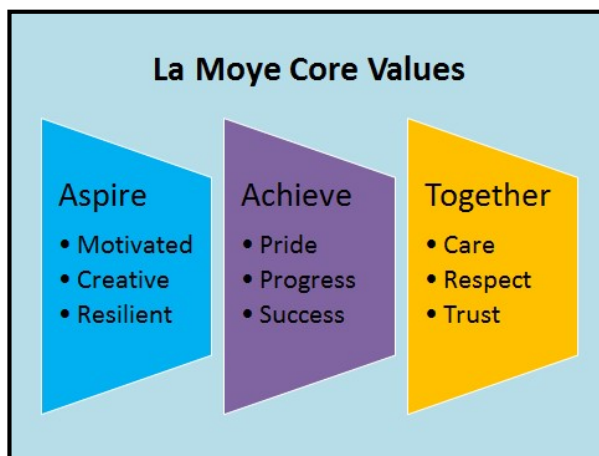 La Moye Core Values
Aspire
• Motivated
• Creative
• Resilient
Achieve
• Pride
• Progress
• Success
Together
• Care
• Respect
• Trust